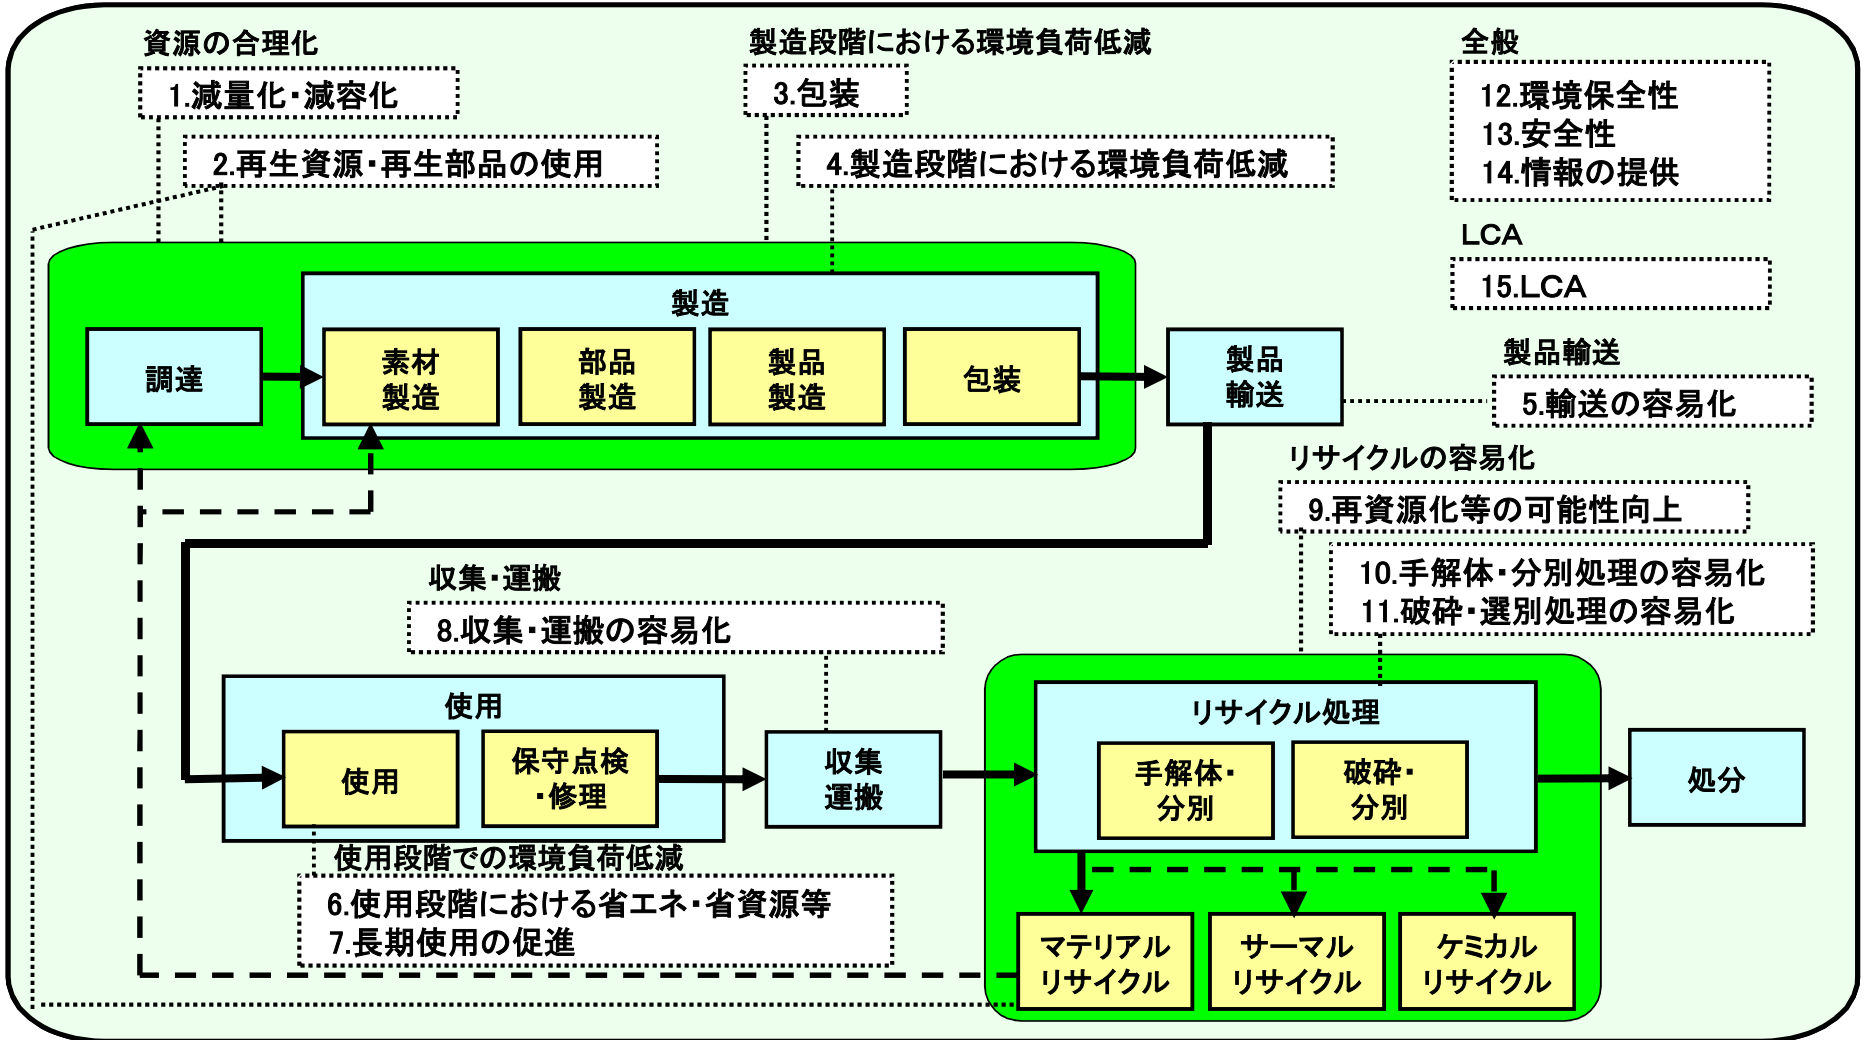 資源の合理化
1.減量化・減容化
2.再生資源・再生部品の使用
製造段階における環境負荷低減
3.包装
4.製造段階における環境負荷低減
全般
12.環境保全性
13.安全性
14.情報の提供
LCA
15.LCA
製造
調達
素材
製造
部品
製造
製品
製造
包装
製品
輸送
製品輸送
5.輸送の容易化
リサイクルの容易化
9.再資源化等の可能性向上
10.手解体・分別処理の容易化
11.破砕・選別処理の容易化
収集・運搬
8.収集・運搬の容易化
使用
使用
保守点検
・修理
収集
運搬
リサイクル処理
手解体・
分別
破砕・
分別
処分
使用段階での環境負荷低減
6.使用段階における省エネ・省資源等
7.長期使用の促進
マテリアル
リサイクル
サーマル
リサイクル
ケミカル
リサイクル